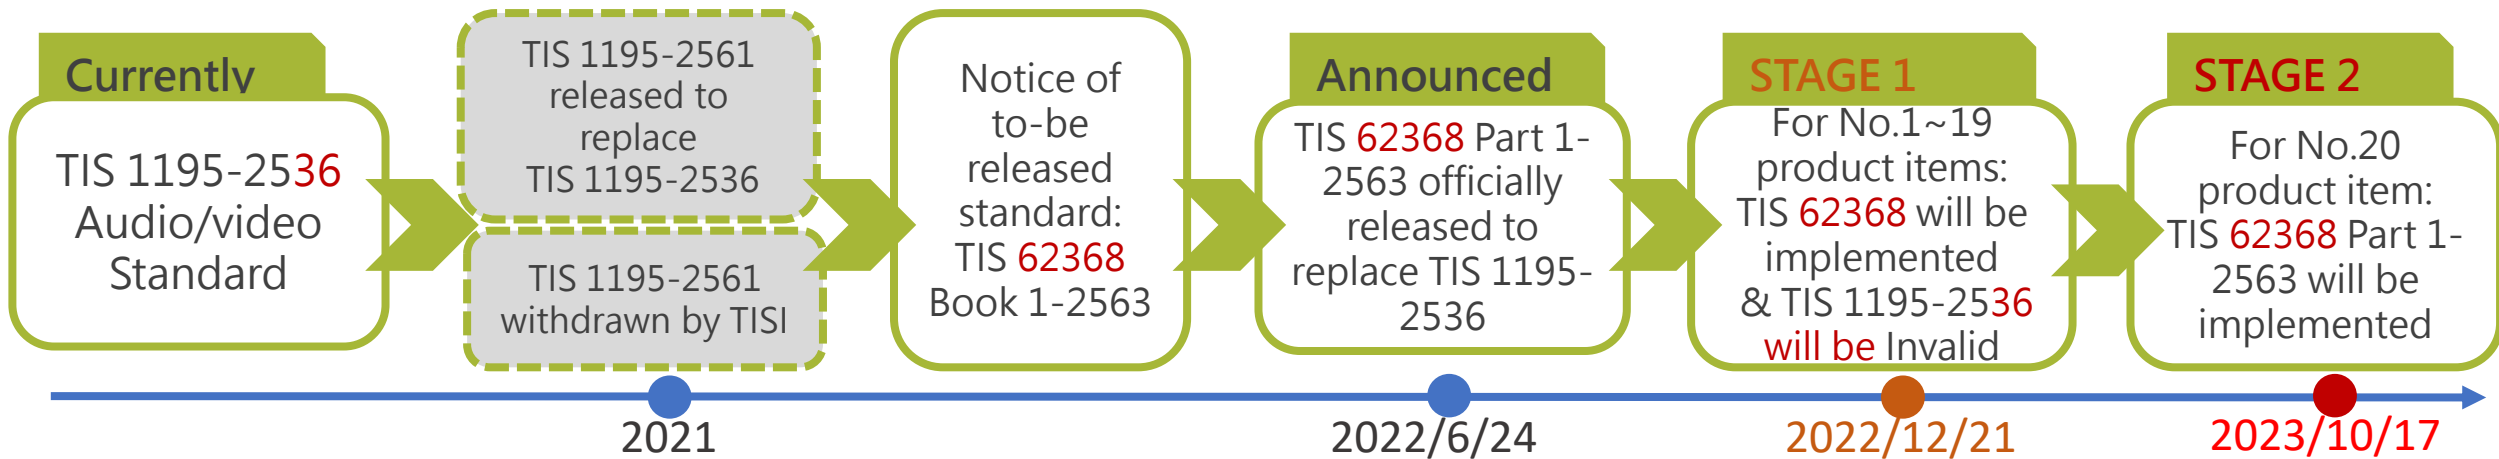 Currently
TIS 1195-2536
Audio/video
Standard
TIS 1195-2561
released to
replace
TIS 1195-2536
TIS 1195-2561
withdrawn by TISI
Notice of
to-be
released
standard:
TIS 62368
Book 1-2563
Announced
TIS 62368 Part 1-
2563 officially
released to
replace TIS 1195-
2536
STAGE 1
For No.1~19
product items:
TIS 62368 will be
implemented
& TIS 1195-2536
will be Invalid
STAGE 2
For No.20
product item:
TIS 62368 Part 1-
2563 will be
implemented
2021
2022/6/24
2022/12/21
2023/10/17